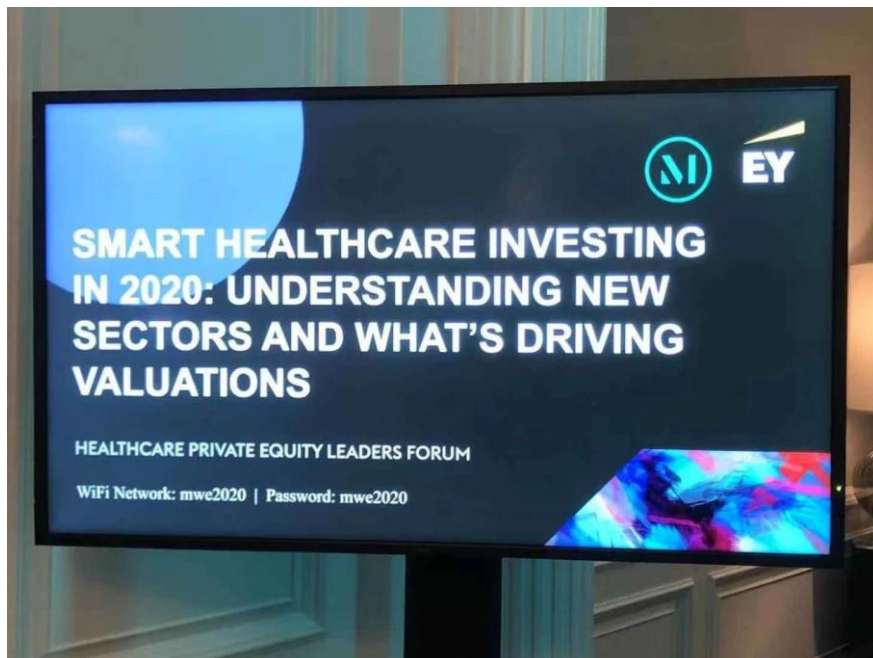 M EY
SMART HEALTHCARE INVESTING
IN 2020: UNDERSTANDING NEW
SECTORS AND WHAT'S DRIVING
VALUATIONS
HEALTHCARE PRIVATE EQUITY LEADERS FORUM
WiFi Network: mwe2020 | Password: mwe2020